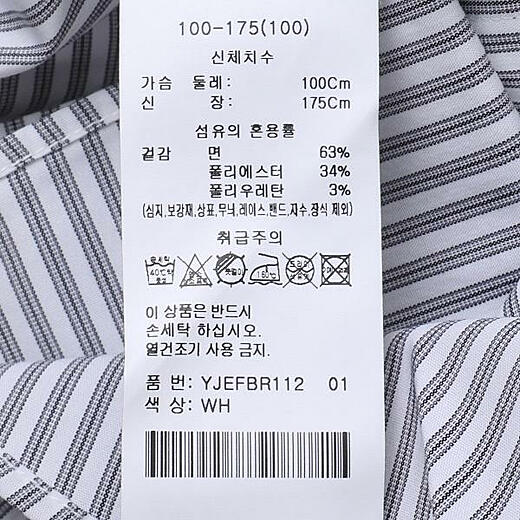 100-175(100)
신체치수
가슴 둘레: 100Cm
신 장: 175Cm
섬유의 혼용률
겉감 면 63%
폴리에스터 34%
폴리우레탄 3%
(심지,보강재,상표,무늬,레이스,밴드,자수,장식 제외)
취급주의
이 상품은 반드시
손세탁 하십시오.
열건조기 사용 금지.
품 번: YJEFBR112 01
색 상: WH